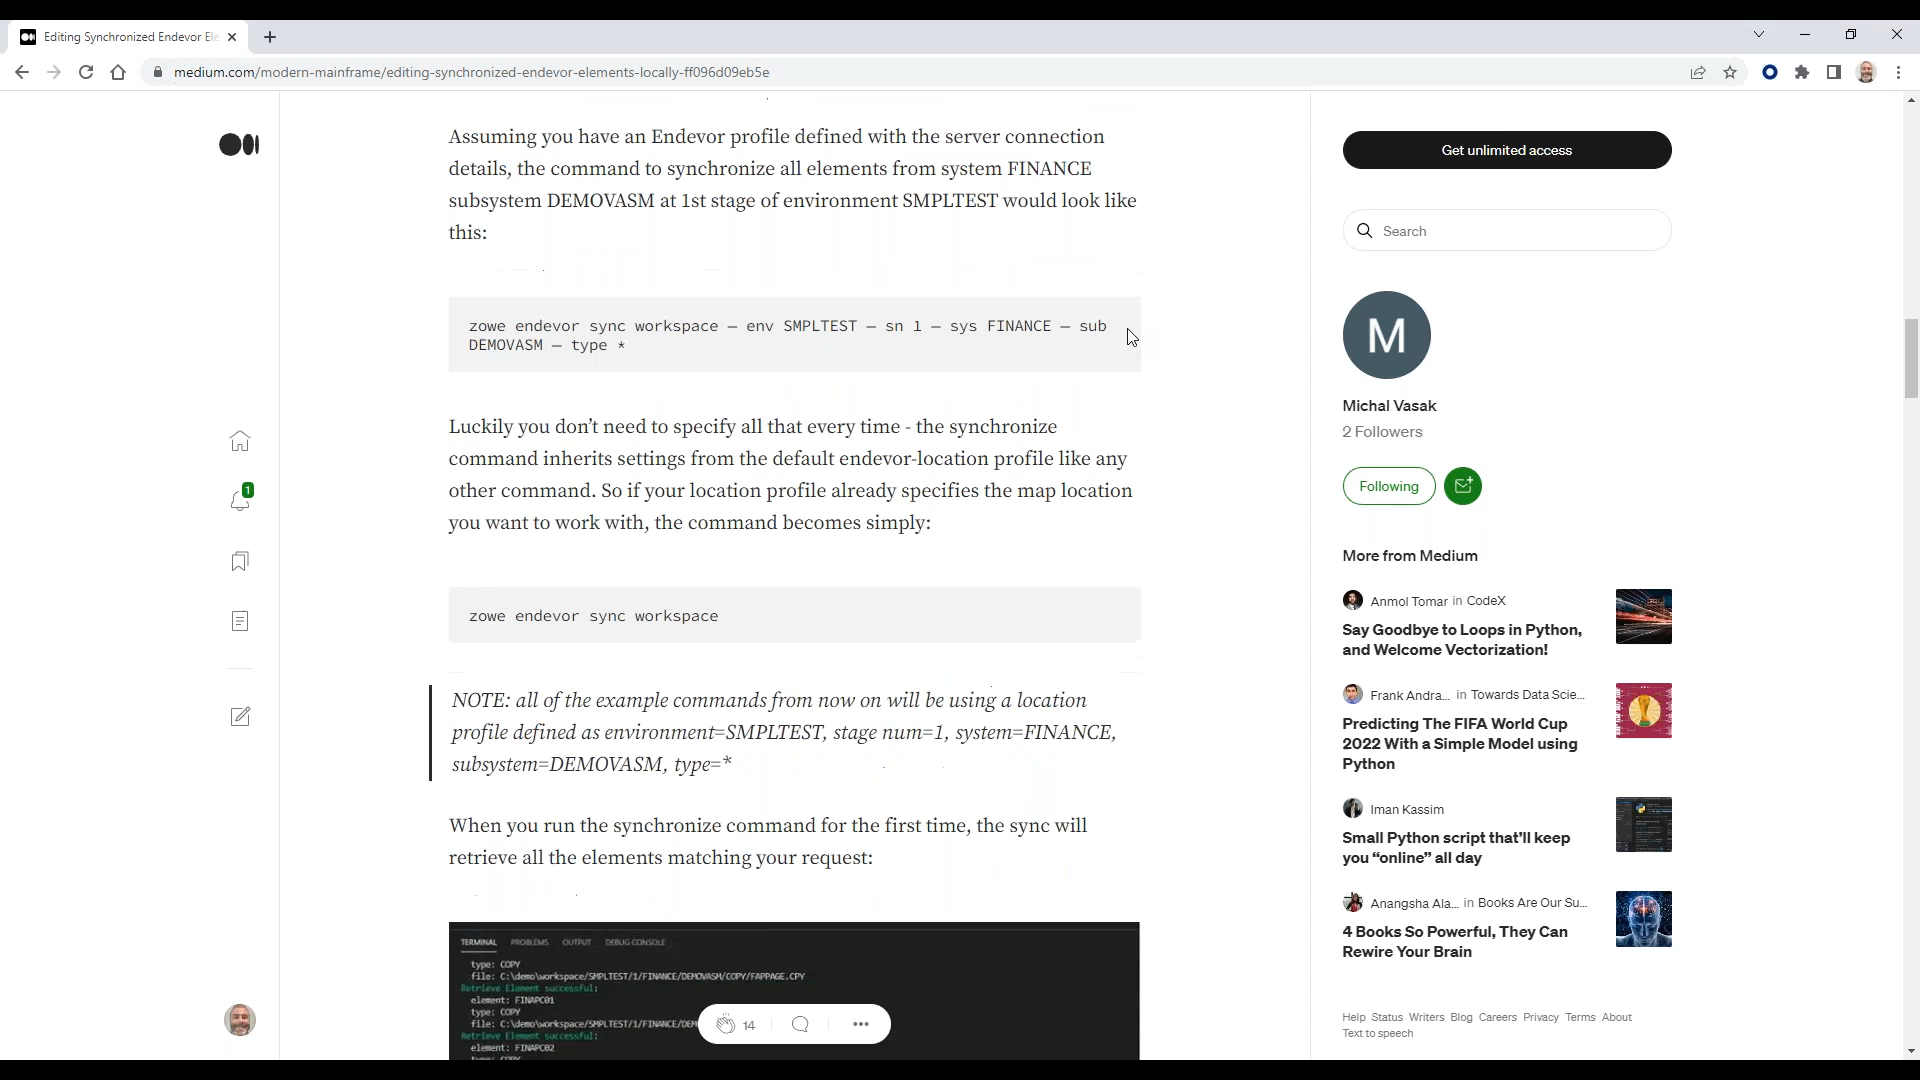 Editing Synchronized Endevor Ele
medium.com/modern-mainframe/editing-synchronized-endevor-elements-locally-ff096d09eb5e
Assuming you have an Endevor profile defined with the server connection
details, the command to synchronize all elements from system FINANCE
subsystem DEMOVASM at 1st stage of environment SMPLTEST would look like
this:
zowe endevor sync workspace — env SMPLTEST — sn 1 — sys FINANCE — sub
DEMOVASM — type *
Luckily you don’t need to specify all that every time - the synchronize
command inherits settings from the default endevor-location profile like any
other command. So if your location profile already specifies the map location
you want to work with, the command becomes simply:
zowe endevor sync workspace
NOTE: all of the example commands from now on will be using a location
profile defined as environment=SMPLTEST, stage num=1, system=FINANCE,
subsystem=DEMOVASM, type=*
When you run the synchronize command for the first time, the sync will
retrieve all the elements matching your request:
TERMINAL PROBLEMS OUTPUT DEBUG CONSOLE
type: COPY
file: C:\demo\workspace/SMPLTEST/1/FINANCE/DEMOVASM/COPY/FAPPAGE.CPY
Retrieve Element successful:
element: FINAPC01
type: COPY
file: C:\demo\workspace/SMPLTEST/1/FINANCE/DEM
Retrieve Element successful:
element: FINAPC02
type: COPY
14
1
Get unlimited access
Search
M
Michal Vasak
2 Followers
Following
More from Medium
Anmol Tomar in CodeX
Say Goodbye to Loops in Python,
and Welcome Vectorization!
Frank Andra... in Towards Data Scie...
Predicting The FIFA World Cup
2022 With a Simple Model using
Python
Iman Kassim
Small Python script that’ll keep
you “online” all day
Anangsha Ala... in Books Are Our Su...
4 Books So Powerful, They Can
Rewire Your Brain
Help Status Writers Blog Careers Privacy Terms About
Text to speech